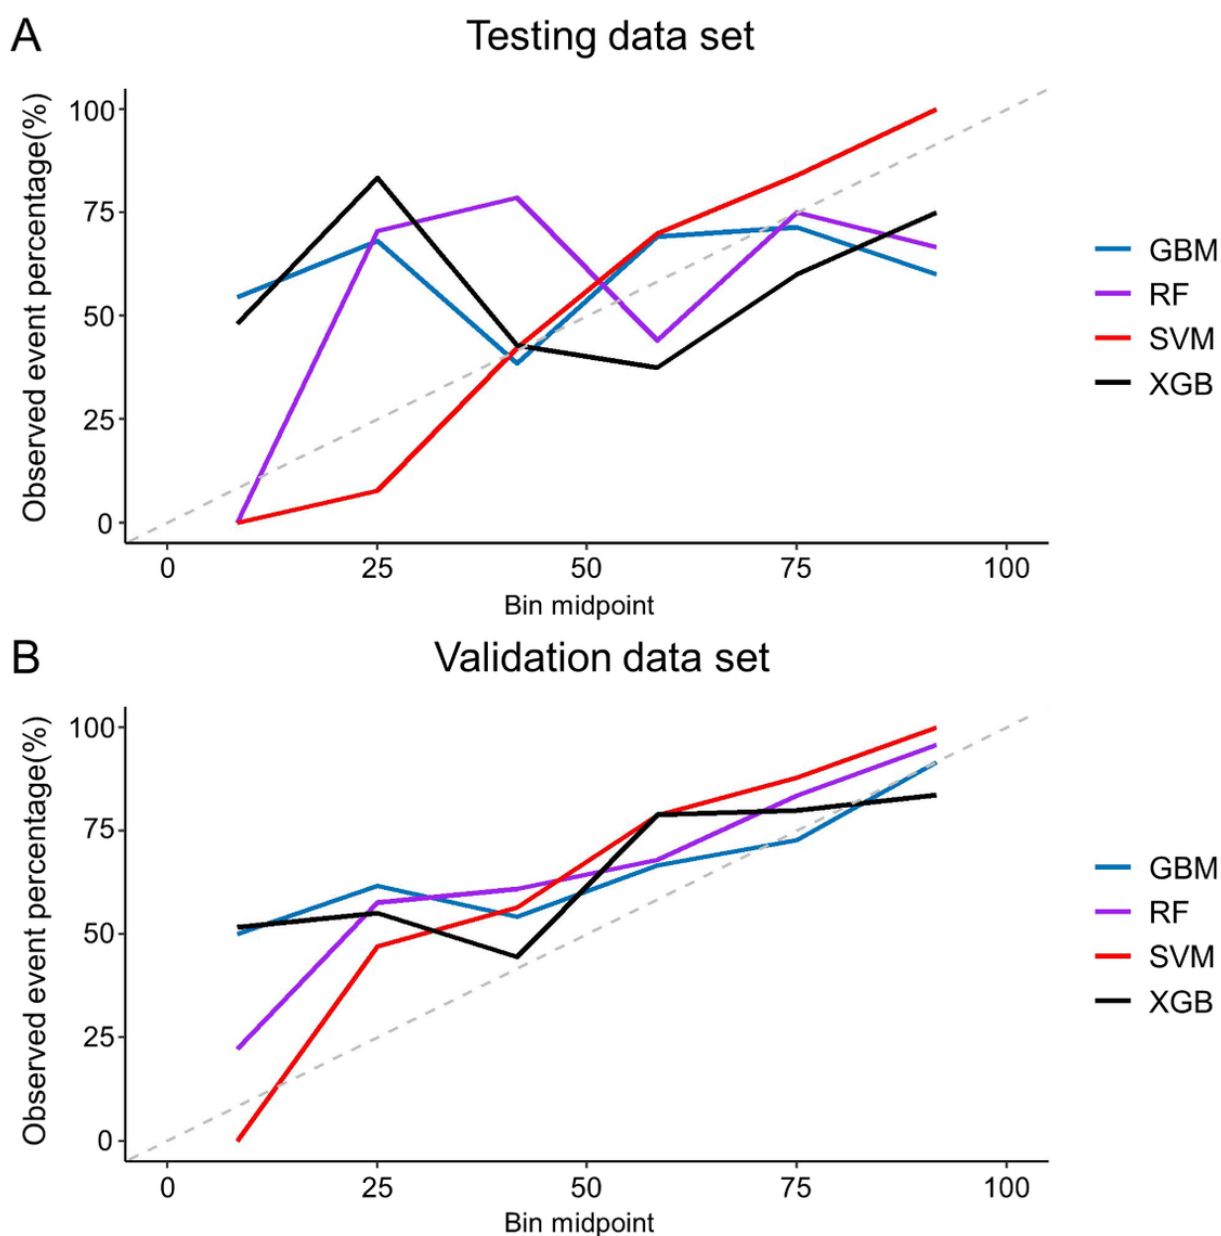 A
Testing data set
Observed event percentage(%)
100
75
50
25
0
0 25 50 75 100
Bin midpoint
GBM
RF
SVM
XGB
B
Validation data set
Observed event percentage(%)
100
75
50
25
0
0 25 50 75 100
Bin midpoint
GBM
RF
SVM
XGB